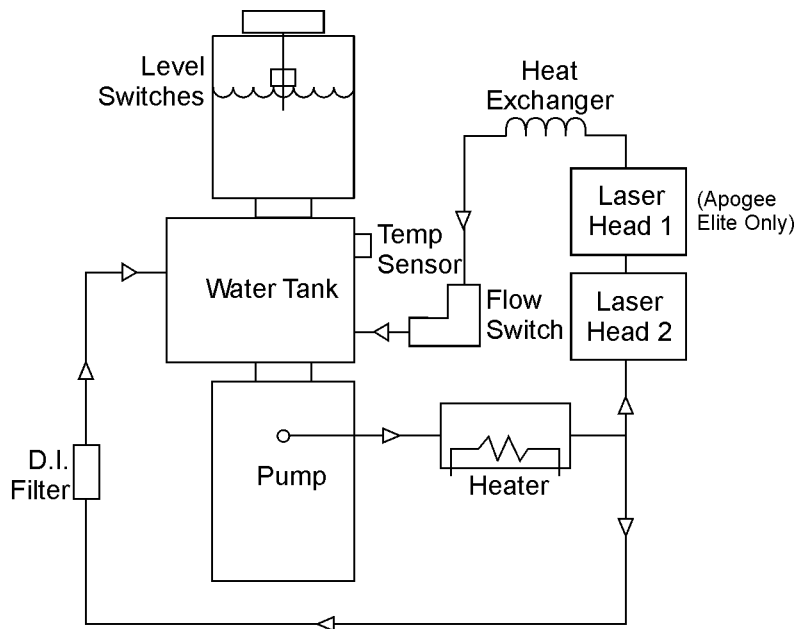 Level
Switches
Heat
Exchanger
Laser
Head 1
(Apogee
Elite Only)
Temp
Sensor
Water Tank
Flow
Switch
Laser
Head 2
D.I.
Filter
Pump
Heater